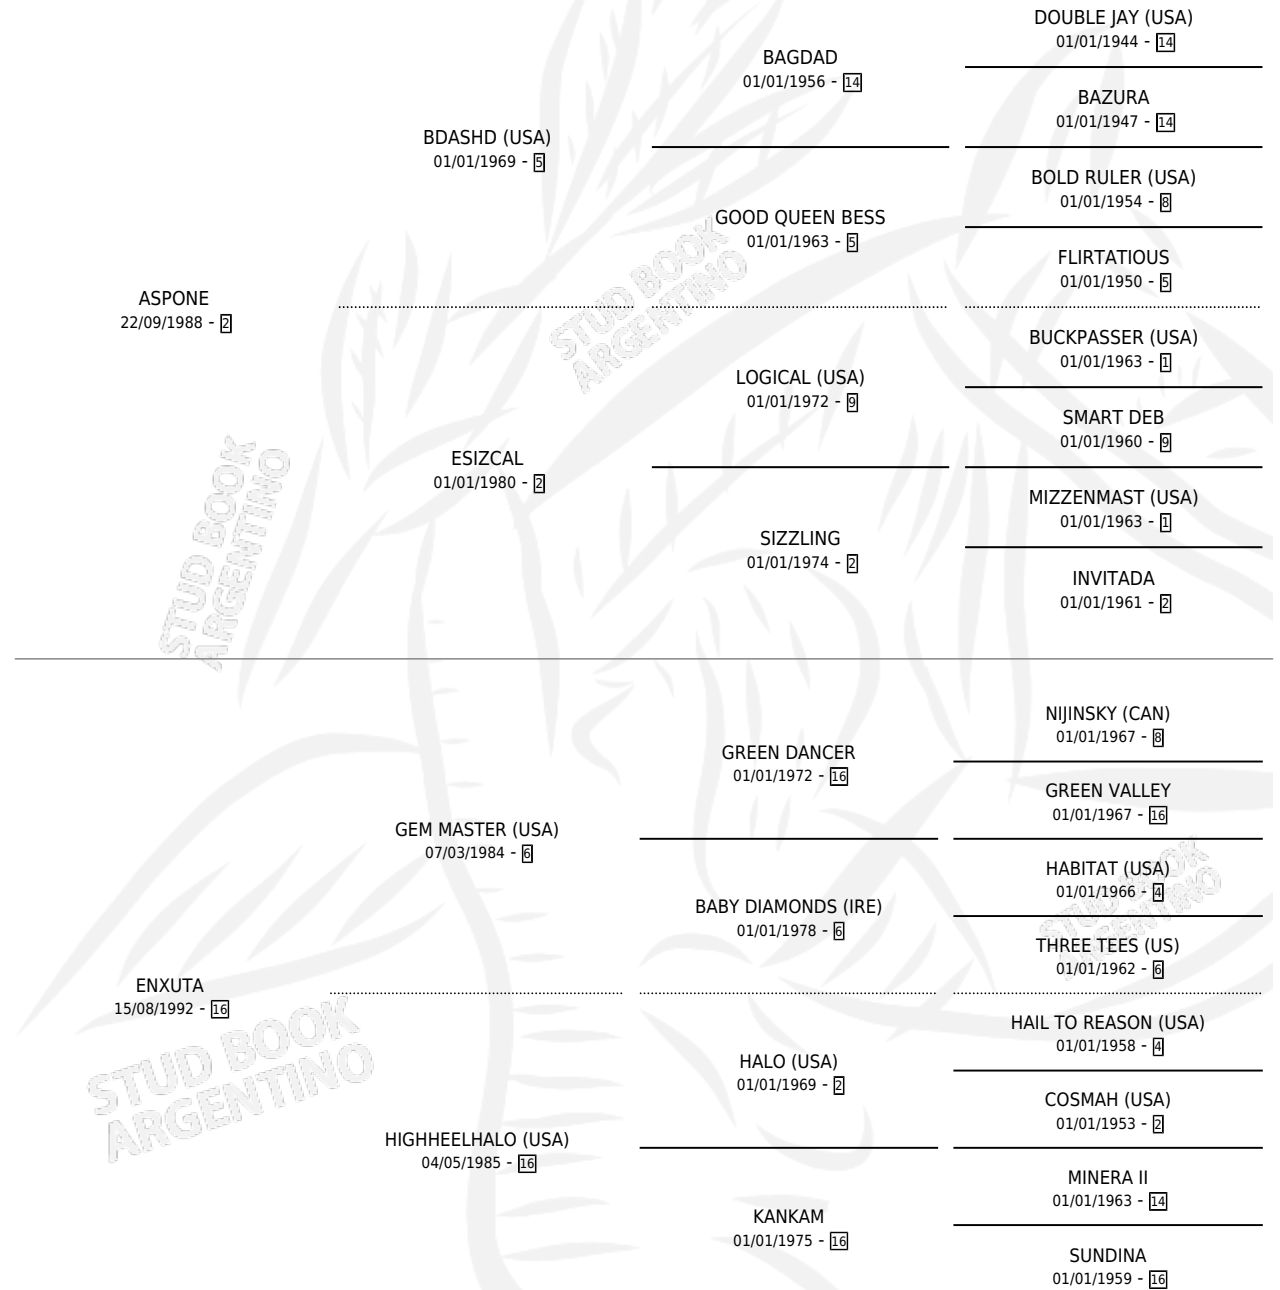 DOUBLE JAY (USA)
01/01/1944 - 14
BAGDAD
01/01/1956 - 14
BAZURA
01/01/1947 - 14
BDASHD (USA)
01/01/1969 - 5
BOLD RULER (USA)
01/01/1954 - 8
GOOD QUEEN BESS
01/01/1963 - 5
FLIRTATIOUS
01/01/1950 - 5
ASPONE
22/09/1988 - 2
BUCKPASSER (USA)
01/01/1963 - 1
LOGICAL (USA)
01/01/1972 - 9
SMART DEB
01/01/1960 - 9
ESIZCAL
01/01/1980 - 2
MIZZENMAST (USA)
01/01/1963 - 1
SIZZLING
01/01/1974 - 2
INVITADA
01/01/1961 - 2
STUD BOOK
ARGENTINO
STUD BOOK
ARGENTINO
NIJINSKY (CAN)
01/01/1967 - 8
GREEN DANCER
01/01/1972 - 16
GREEN VALLEY
01/01/1967 - 16
GEM MASTER (USA)
07/03/1984 - 6
HABITAT (USA)
01/01/1966 - 4
BABY DIAMONDS (IRE)
01/01/1978 - 6
THREE TEES (US)
01/01/1962 - 6
STUD BOOK
ARGENTINO
ENXUTA
15/08/1992 - 16
HAIL TO REASON (USA)
01/01/1958 - 4
HALO (USA)
01/01/1969 - 2
COSMAH (USA)
01/01/1953 - 2
STUD BOOK
ARGENTINO
HIGHHEELHALO (USA)
04/05/1985 - 16
MINERA II
01/01/1963 - 14
KANKAM
01/01/1975 - 16
SUNDINA
01/01/1959 - 16